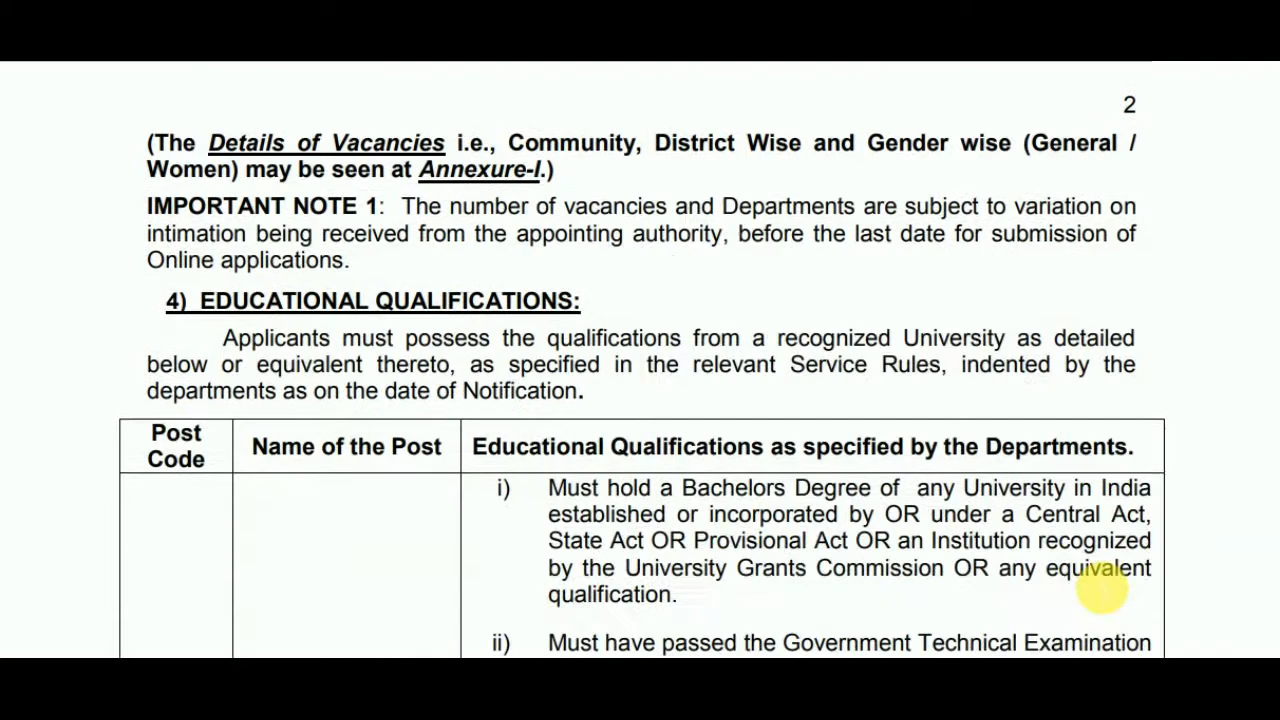 2
(The Details of Vacancies i.e., Community, District Wise and Gender wise (General /
Women) may be seen at Annexure-I.)
IMPORTANT NOTE 1: The number of vacancies and Departments are subject to variation on
intimation being received from the appointing authority, before the last date for submission of
Online applications.
4) EDUCATIONAL QUALIFICATIONS:
Applicants must possess the qualifications from a recognized University as detailed
below or equivalent thereto, as specified in the relevant Service Rules, indented by the
departments as on the date of Notification.
Post
Code
Name of the Post
Educational Qualifications as specified by the Departments.
i) Must hold a Bachelors Degree of any University in India
established or incorporated by OR under a Central Act,
State Act OR Provisional Act OR an Institution recognized
by the University Grants Commission OR any equivalent
qualification.
ii) Must have passed the Government Technical Examination